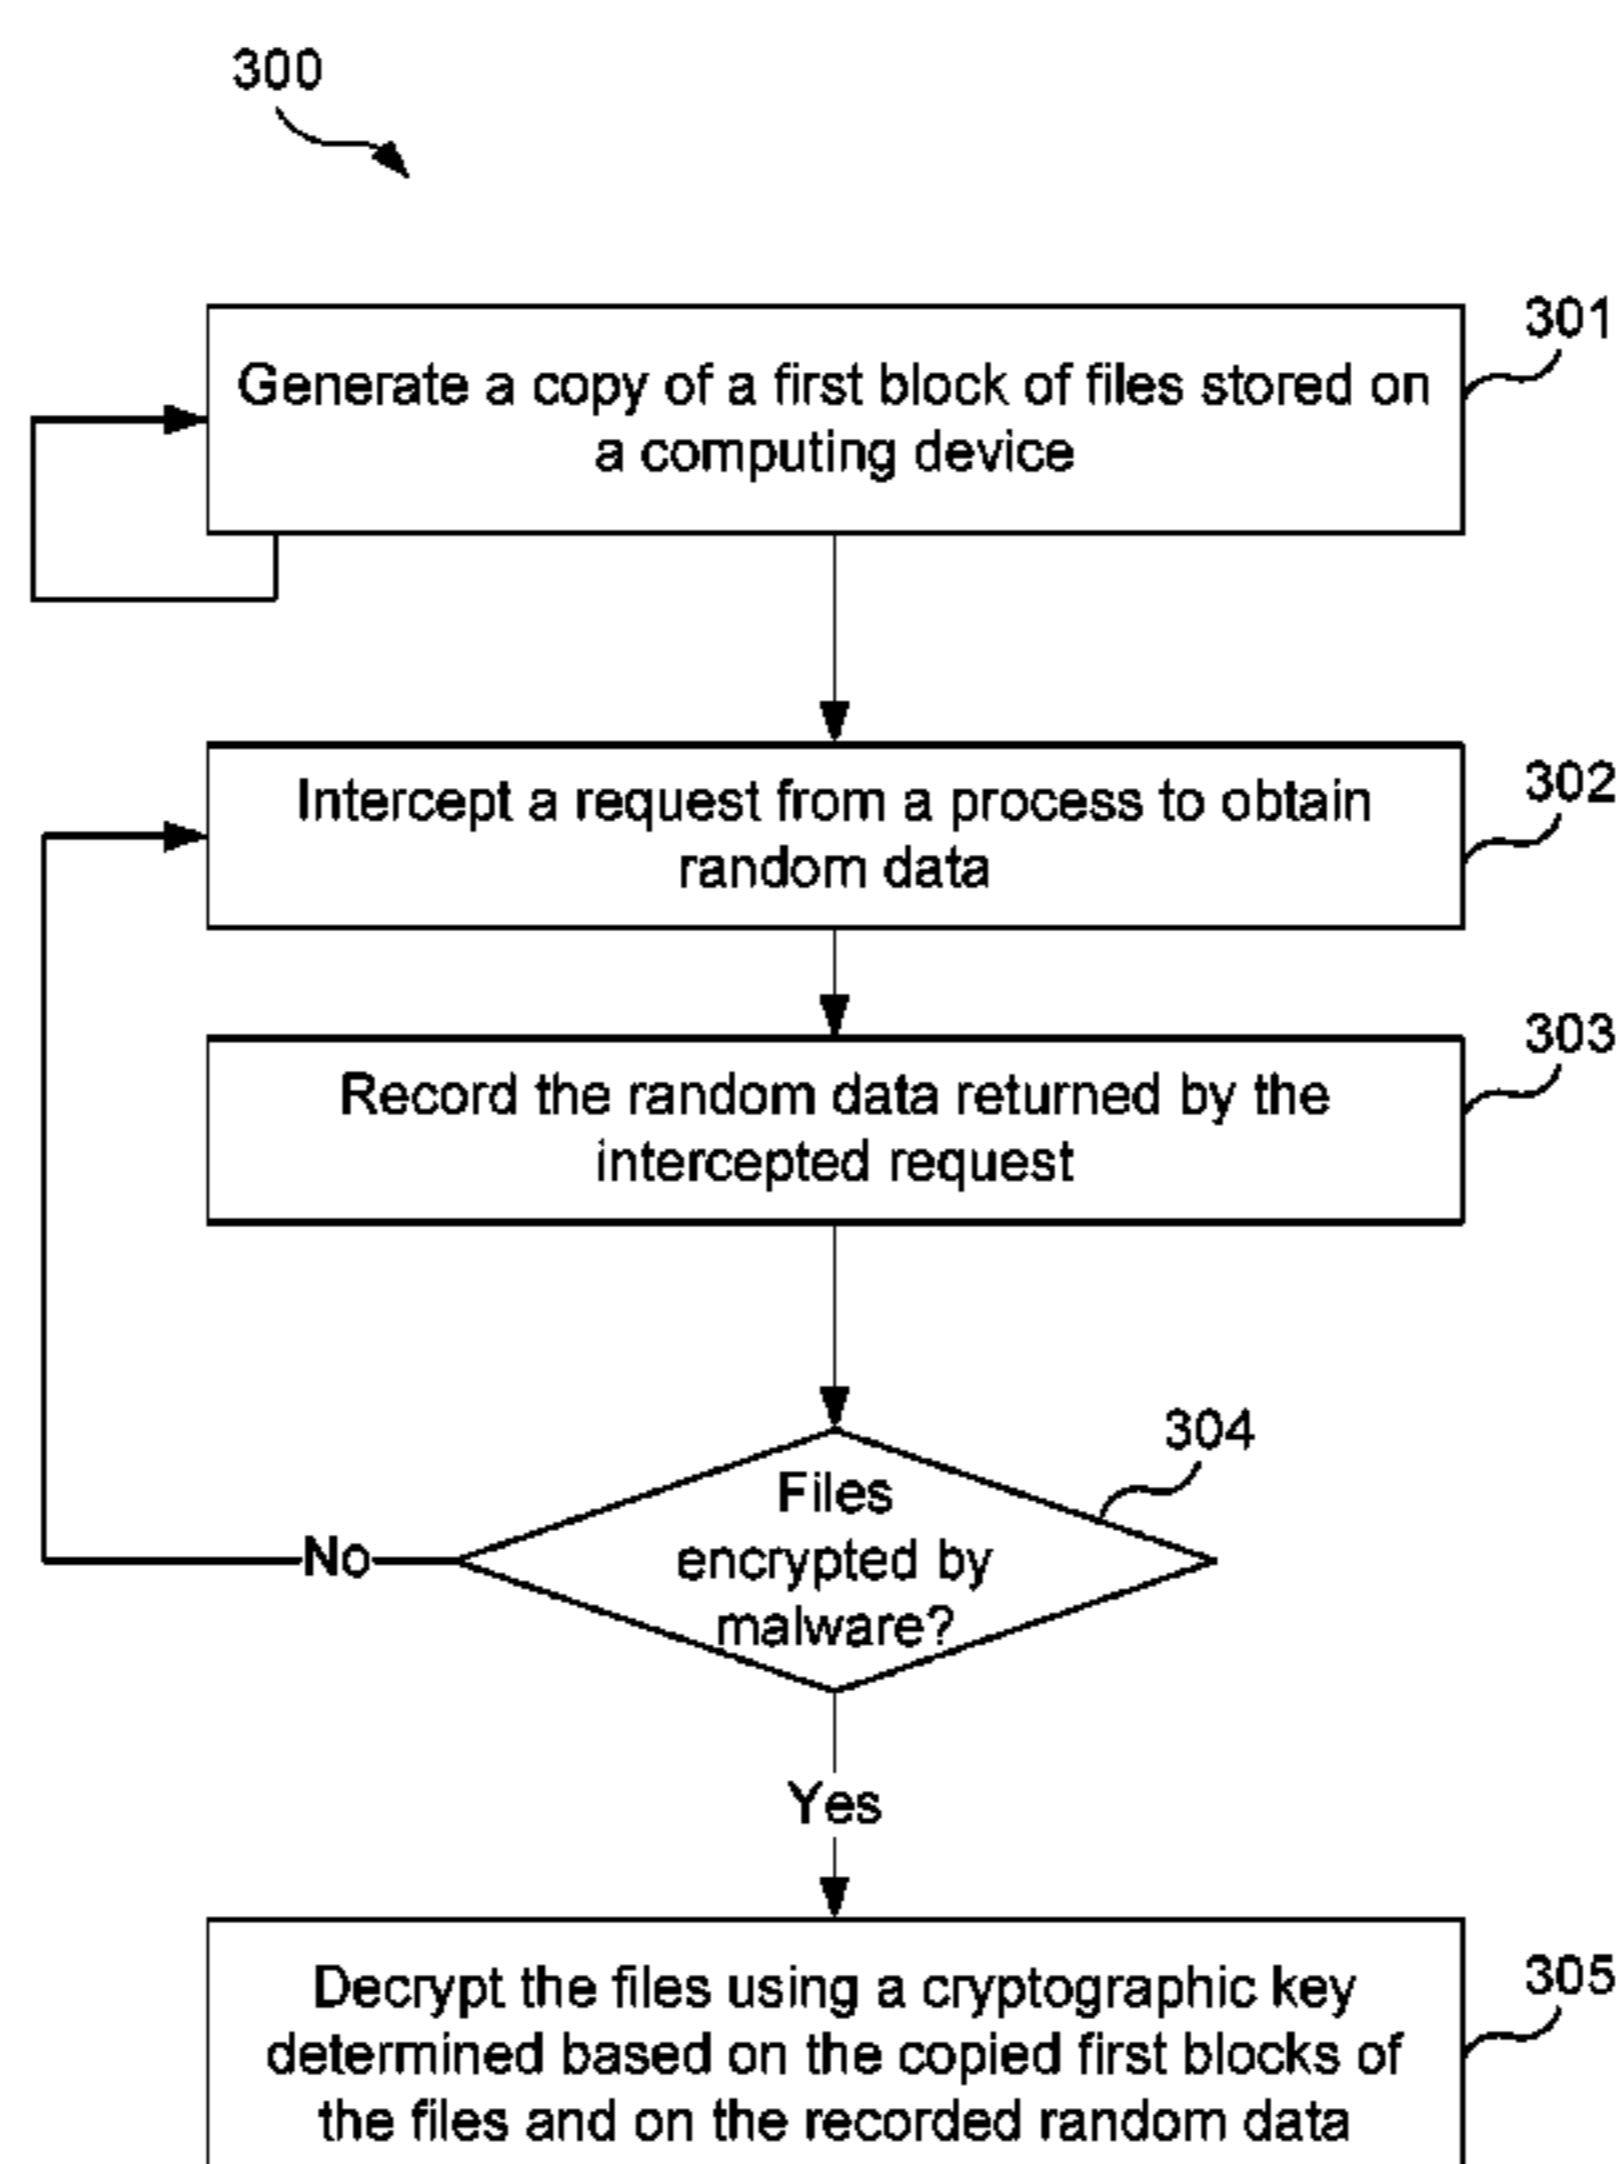 300
301
Generate a copy of a first block of files stored on
a computing device
302
Intercept a request from a process to obtain
random data
303
Record the random data returned by the
intercepted request
304
Files
encrypted by
malware?
No
Yes
305
Decrypt the files using a cryptographic key
determined based on the copied first blocks of
the files and on the recorded random data